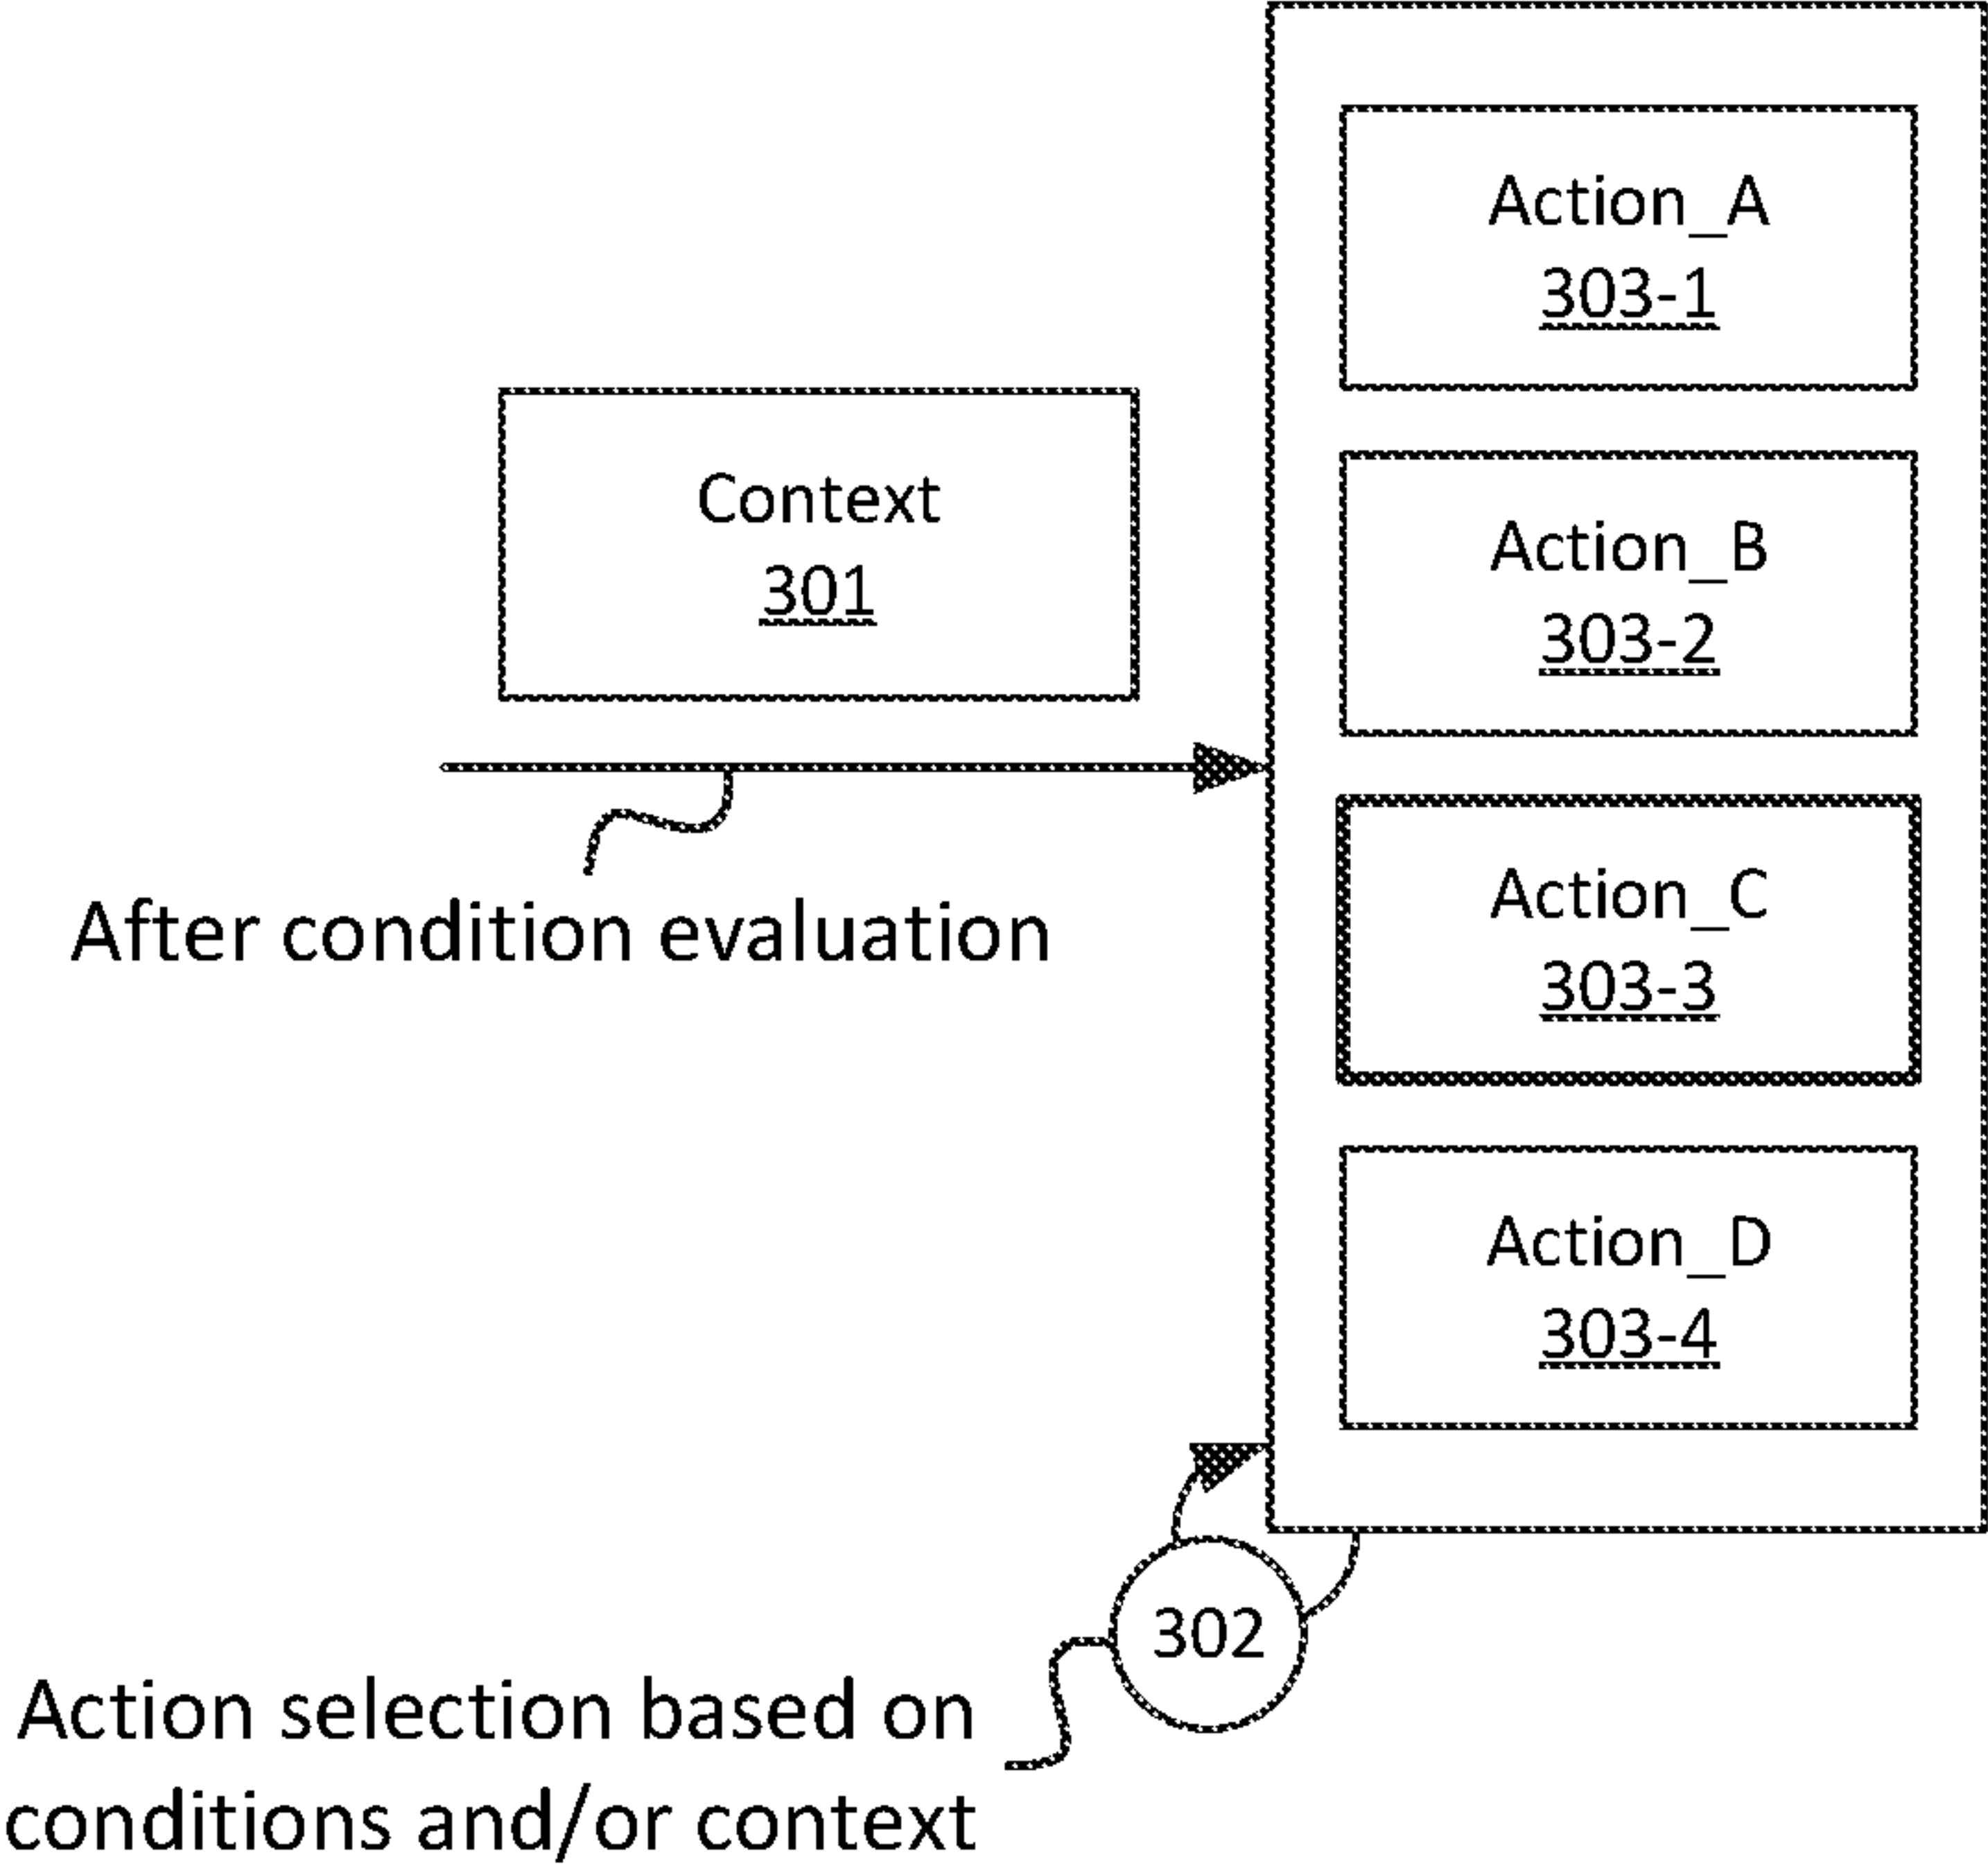 Action_A
303-1
Context
301
Action_B
303-2
After condition evaluation
Action_C
303-3
Action_D
303-4
302
Action selection based on
conditions and/or context